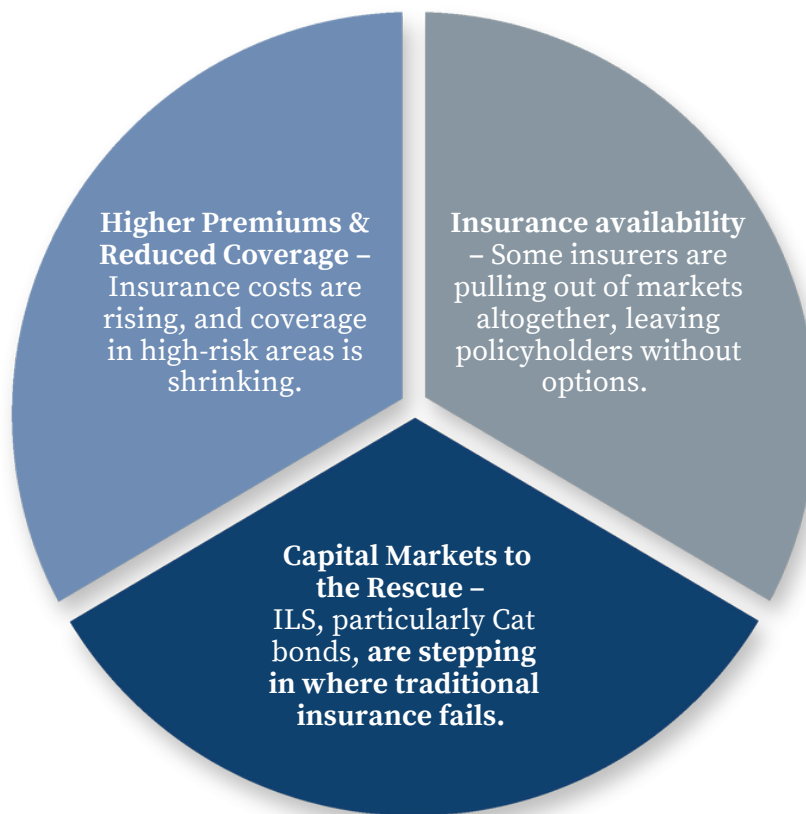 Higher Premiums &
Reduced Coverage –
Insurance costs are
rising, and coverage
in high-risk areas is
shrinking.
Insurance availability
– Some insurers are
pulling out of markets
altogether, leaving
policyholders without
options.
Capital Markets to
the Rescue –
ILS, particularly Cat
bonds, are stepping
in where traditional
insurance fails.